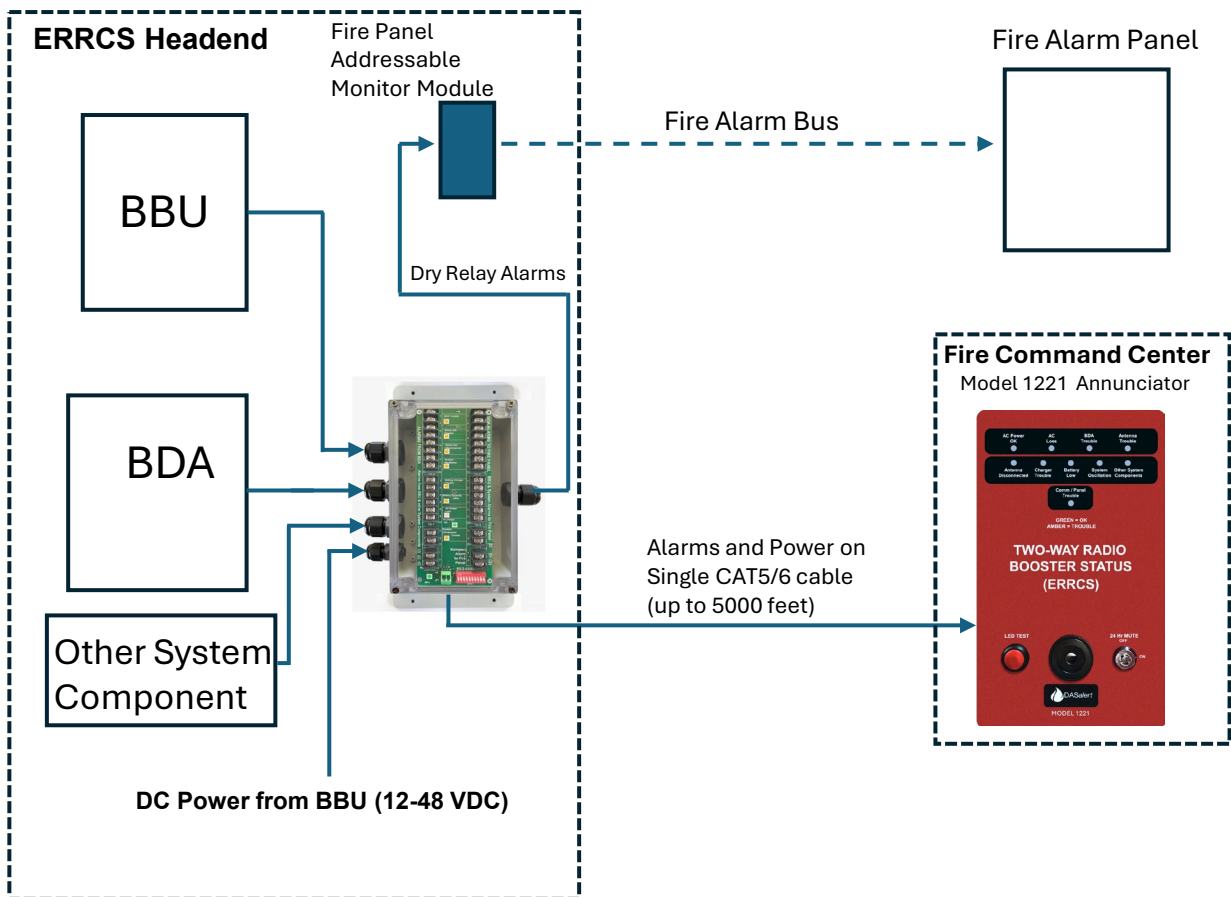 ERRCS Headend
Fire Panel
Addressable
Monitor Module
Fire Alarm Panel
Fire Alarm Bus
BBU
Dry Relay Alarms
BDA
Other System
Component
DC Power from BBU (12-48 VDC)
Alarms and Power on
Single CAT5/6 cable
(up to 5000 feet)
Fire Command Center
Model 1221 Annunciator
AC Power
OK
AC
Loss
BDA
Trouble
Antenna
Trouble
Antenna
Disconnected
Charger
Trouble
Battery
Low
System
Oscillation
Other System
Components
Comm / Panel
Trouble
GREEN = OK
AMBER = TROUBLE
TWO-WAY RADIO
BOOSTER STATUS
(ERRCS)
LED TEST
24 Hr MUTE
OFF
ON
DASalert
MODEL 1221